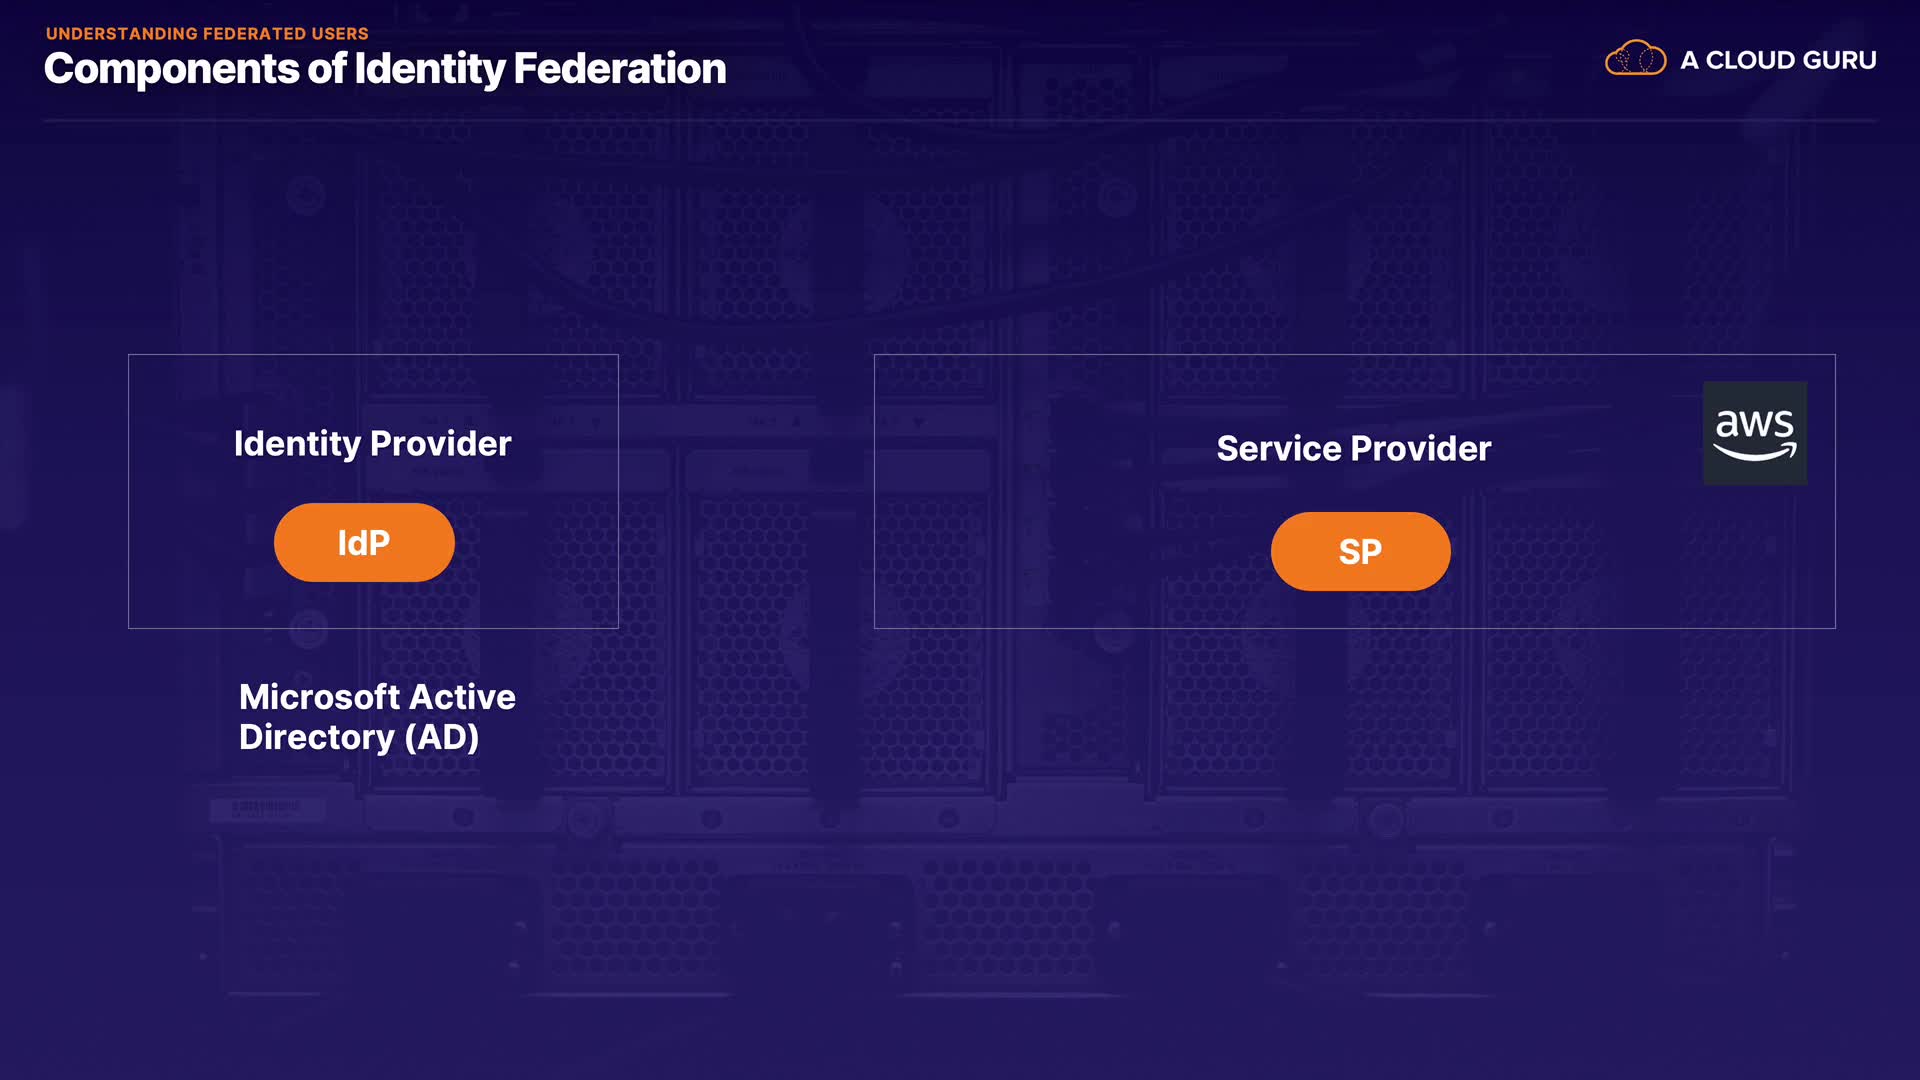 UNDERSTANDING FEDERATED USERS
Components of Identity Federation
A CLOUD GURU
Identity Provider
IdP
Service Provider
SP
aws
Microsoft Active
Directory (AD)